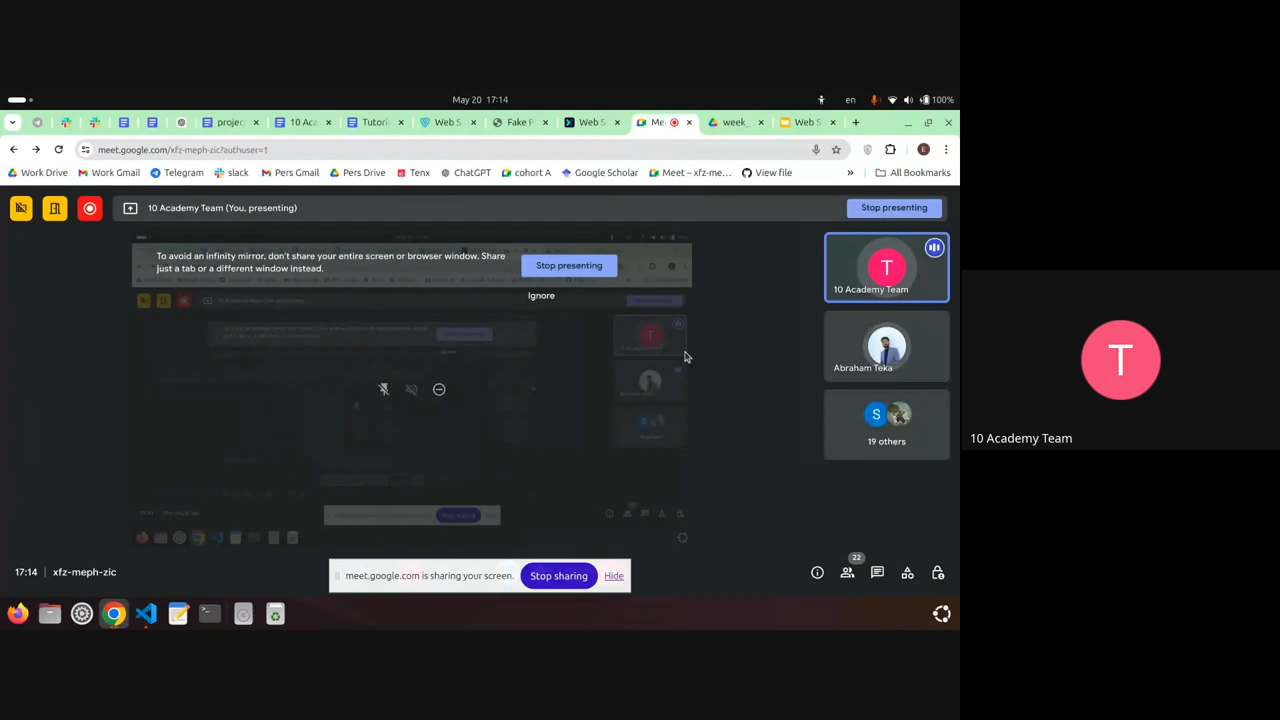 May 20 17:14
en
100%
projec
10 Aca
Tutori
Web S
Fake P
Web S
Me
week_
Web S
meet.google.com/xfz-meph-zic?authuser=1
Work Drive
Work Gmail
Telegram
slack
Pers Gmail
Pers Drive
Tenx
ChatGPT
cohort A
Google Scholar
Meet – xfz-me...
View file
All Bookmarks
10 Academy Team (You, presenting)
Stop presenting
To avoid an infinity mirror, don't share your entire screen or browser window. Share
just a tab or a different window instead.
Stop presenting
Ignore
T
10 Academy Team
Abraham Teka
S
19 others
T
10 Academy Team
17:14 | xfz-meph-zic
meet.google.com is sharing your screen.
Stop sharing
Hide
22